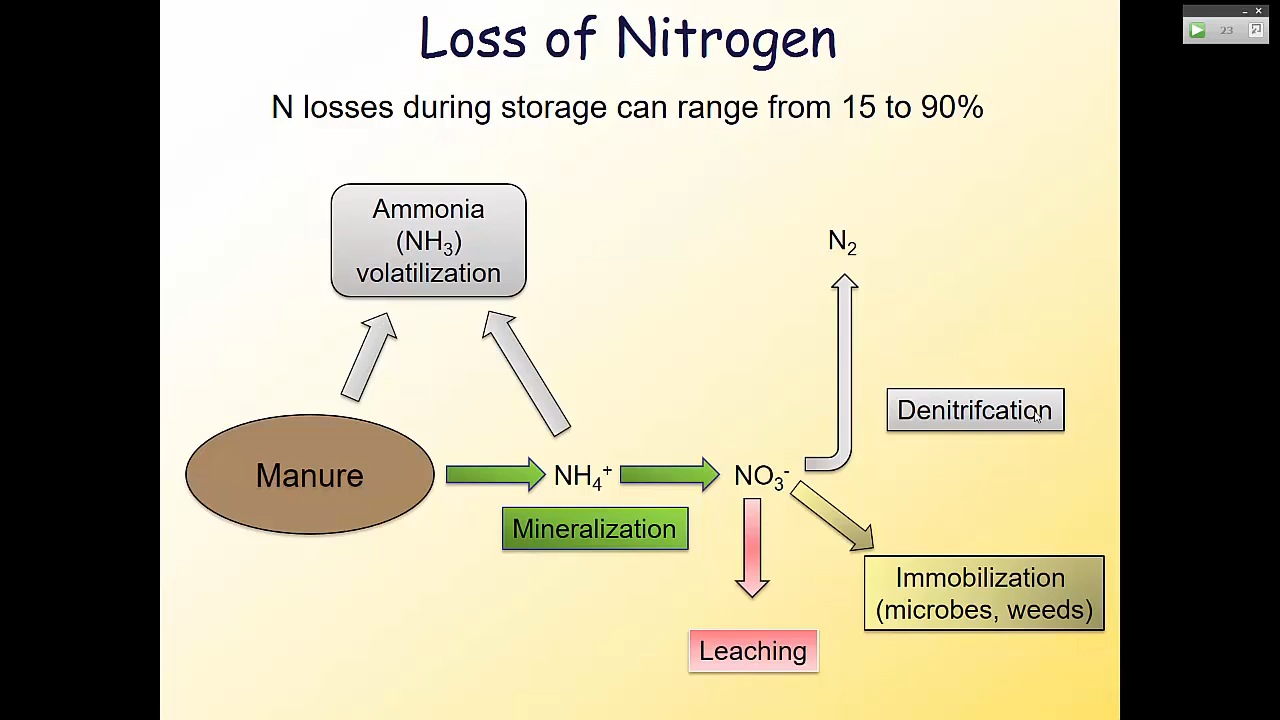 Loss of Nitrogen
N losses during storage can range from 15 to 90%
Ammonia
(NH₃)
volatilization
N₂
Denitrifcation
Manure
NH₄⁺
NO₃⁻
Mineralization
Immobilization
(microbes, weeds)
Leaching
23